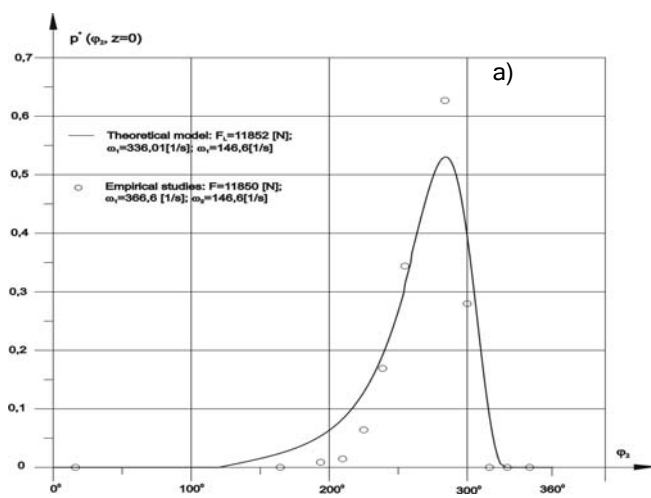 p* (φ₂, z=0)
a)
0,7
Theoretical model: F_L=11852 [N];
ω₁=336,01[1/s]; ω₁=146,6[1/s]
0,6
Empirical studies: F=11850 [N];
ω₁=366,6 [1/s]; ω₂=146,6[1/s]
0,5
0,4
0,3
0,2
0,1
0
φ₂
0° 100° 200° 300° 360°